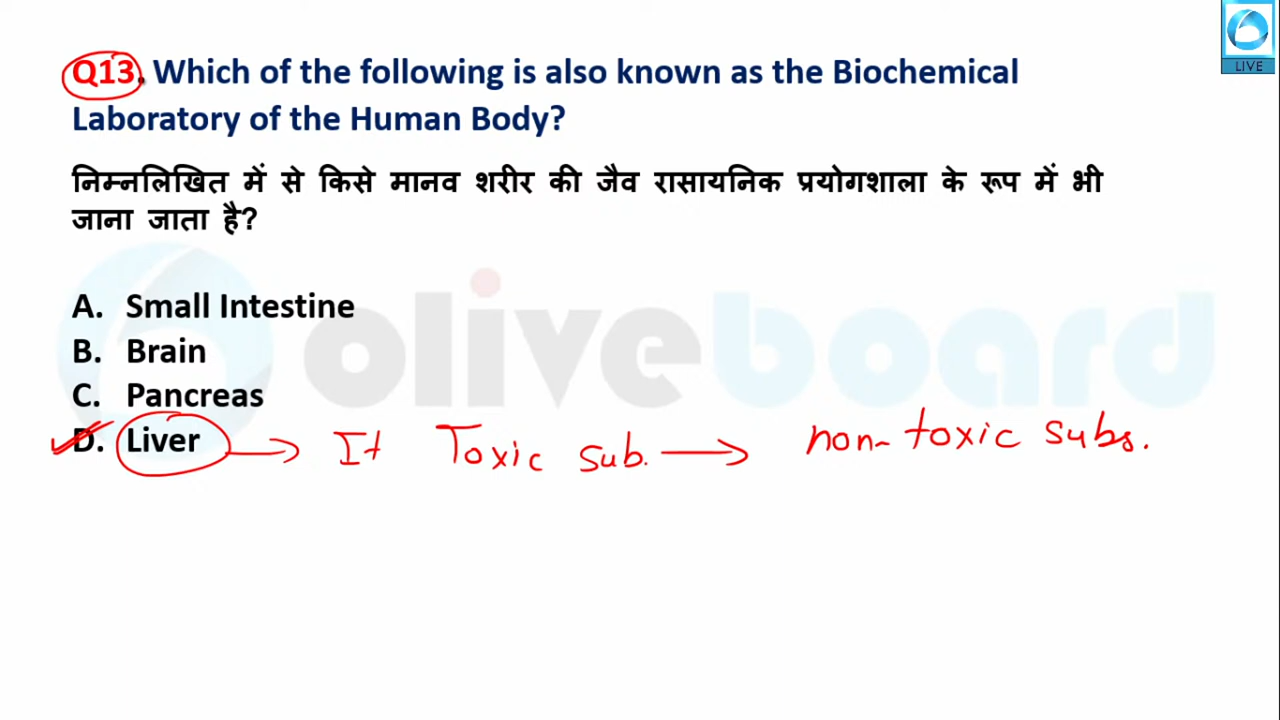 LIVE
Q13. Which of the following is also known as the Biochemical
Laboratory of the Human Body?
निम्नलिखित में से किसे मानव शरीर की जैव रासायनिक प्रयोगशाला के रूप में भी
जाना जाता है?
oliveboard
A. Small Intestine
B. Brain
C. Pancreas
D. Liver → It Toxic sub. → non-toxic subs.